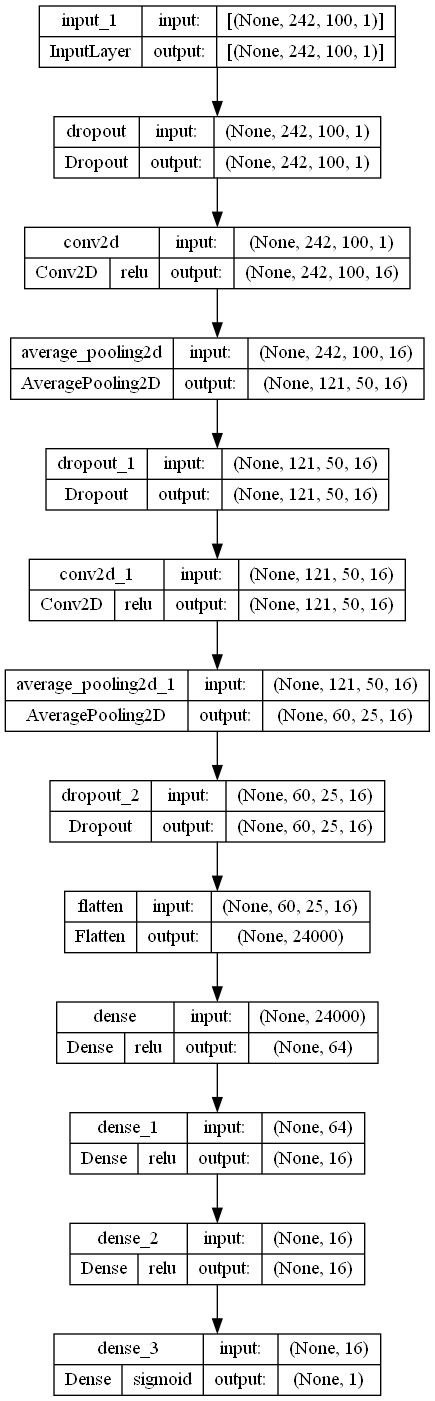 input_1 input: [(None, 242, 100, 1)]
InputLayer output: [(None, 242, 100, 1)]
dropout input: (None, 242, 100, 1)
Dropout output: (None, 242, 100, 1)
conv2d input: (None, 242, 100, 1)
Conv2D relu output: (None, 242, 100, 16)
average_pooling2d input: (None, 242, 100, 16)
AveragePooling2D output: (None, 121, 50, 16)
dropout_1 input: (None, 121, 50, 16)
Dropout output: (None, 121, 50, 16)
conv2d_1 input: (None, 121, 50, 16)
Conv2D relu output: (None, 121, 50, 16)
average_pooling2d_1 input: (None, 121, 50, 16)
AveragePooling2D output: (None, 60, 25, 16)
dropout_2 input: (None, 60, 25, 16)
Dropout output: (None, 60, 25, 16)
flatten input: (None, 60, 25, 16)
Flatten output: (None, 24000)
dense input: (None, 24000)
Dense relu output: (None, 64)
dense_1 input: (None, 64)
Dense relu output: (None, 16)
dense_2 input: (None, 16)
Dense relu output: (None, 16)
dense_3 input: (None, 16)
Dense sigmoid output: (None, 1)